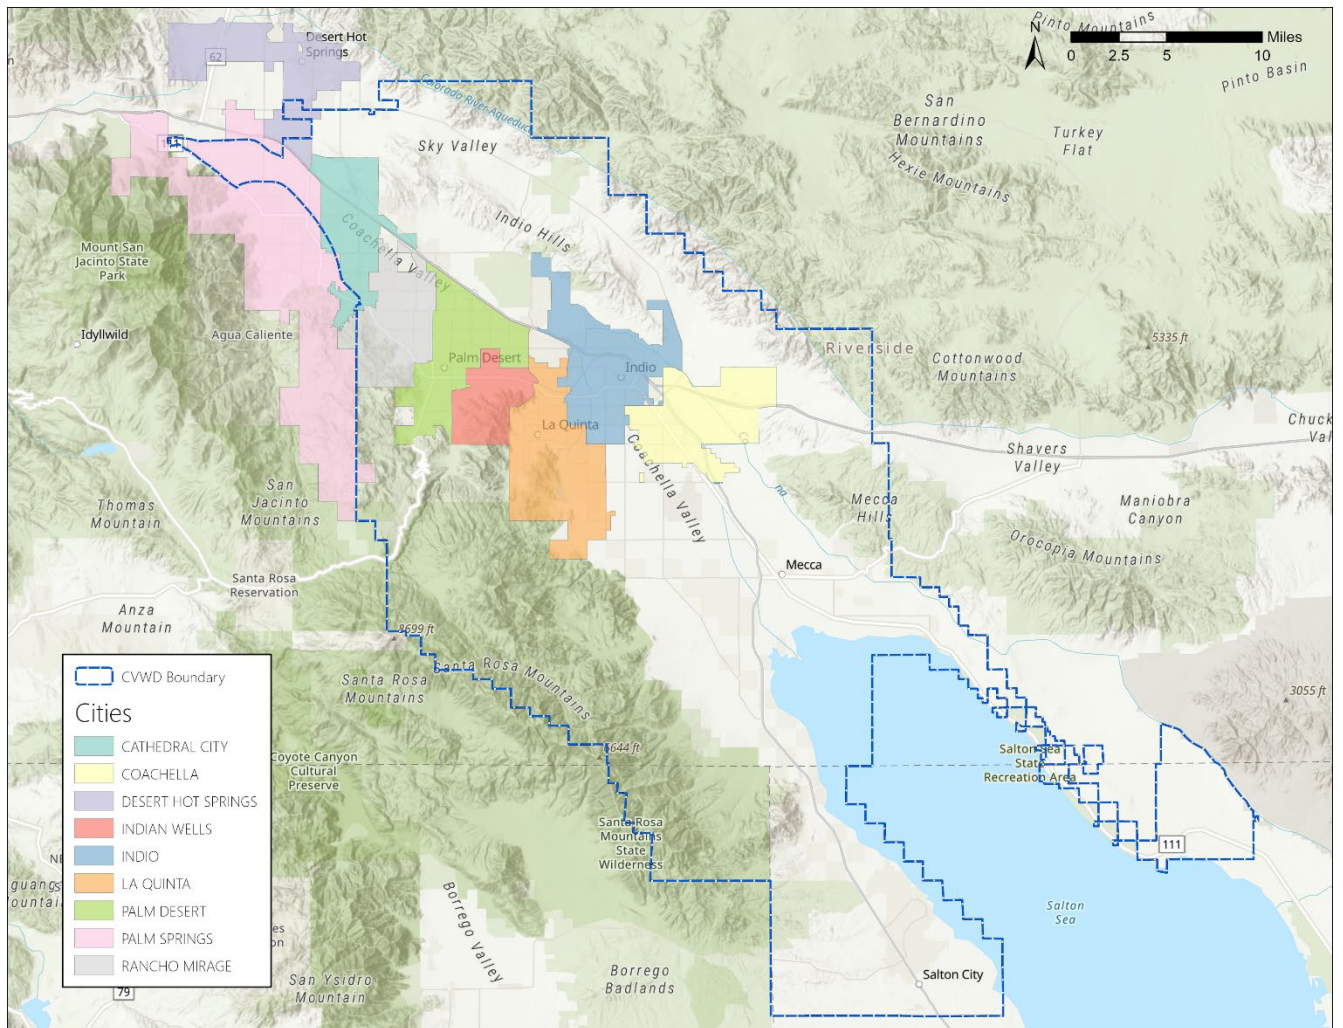 Pinto Mountains
N
Miles
0 2.5 5 10
Pinto Basin
Desert Hot
Springs
62
Colorado River Aqueduct
San
Bernardino
Mountains
Turkey
Flat
Hexie Mountains
Sky Valley
Indio Hills
Coachella Valley
Mount San
Jacinto State
Park
Idyllwild
Agua Caliente
Riverside
5335 ft
Cottonwood
Mountains
Palm Desert
Indio
La Quinta
Coachella Valley
Chuck
Val
Shavers
Valley
San
Jacinto
Mountains
Thomas
Mountain
Mecca
Hills
Maniobra
Canyon
Orocopia Mountains
Mecca
Santa Rosa
Reservation
Anza
Mountain
8699 ft
Santa Rosa Mountains
Santa Rosa
Mountains
3055 ft
CVWD Boundary
Cities
CATHEDRAL CITY
COACHELLA
DESERT HOT SPRINGS
INDIAN WELLS
INDIO
LA QUINTA
PALM DESERT
PALM SPRINGS
RANCHO MIRAGE
Coyote Canyon
Cultural
Preserve
6644 ft
Salton Sea
State
Recreation Area
Santa Rosa
Mountains
State
Wilderness
111
Salton
Sea
Borrego Valley
Salton City
Borrego
Badlands
San Ysidro
Mountain
79